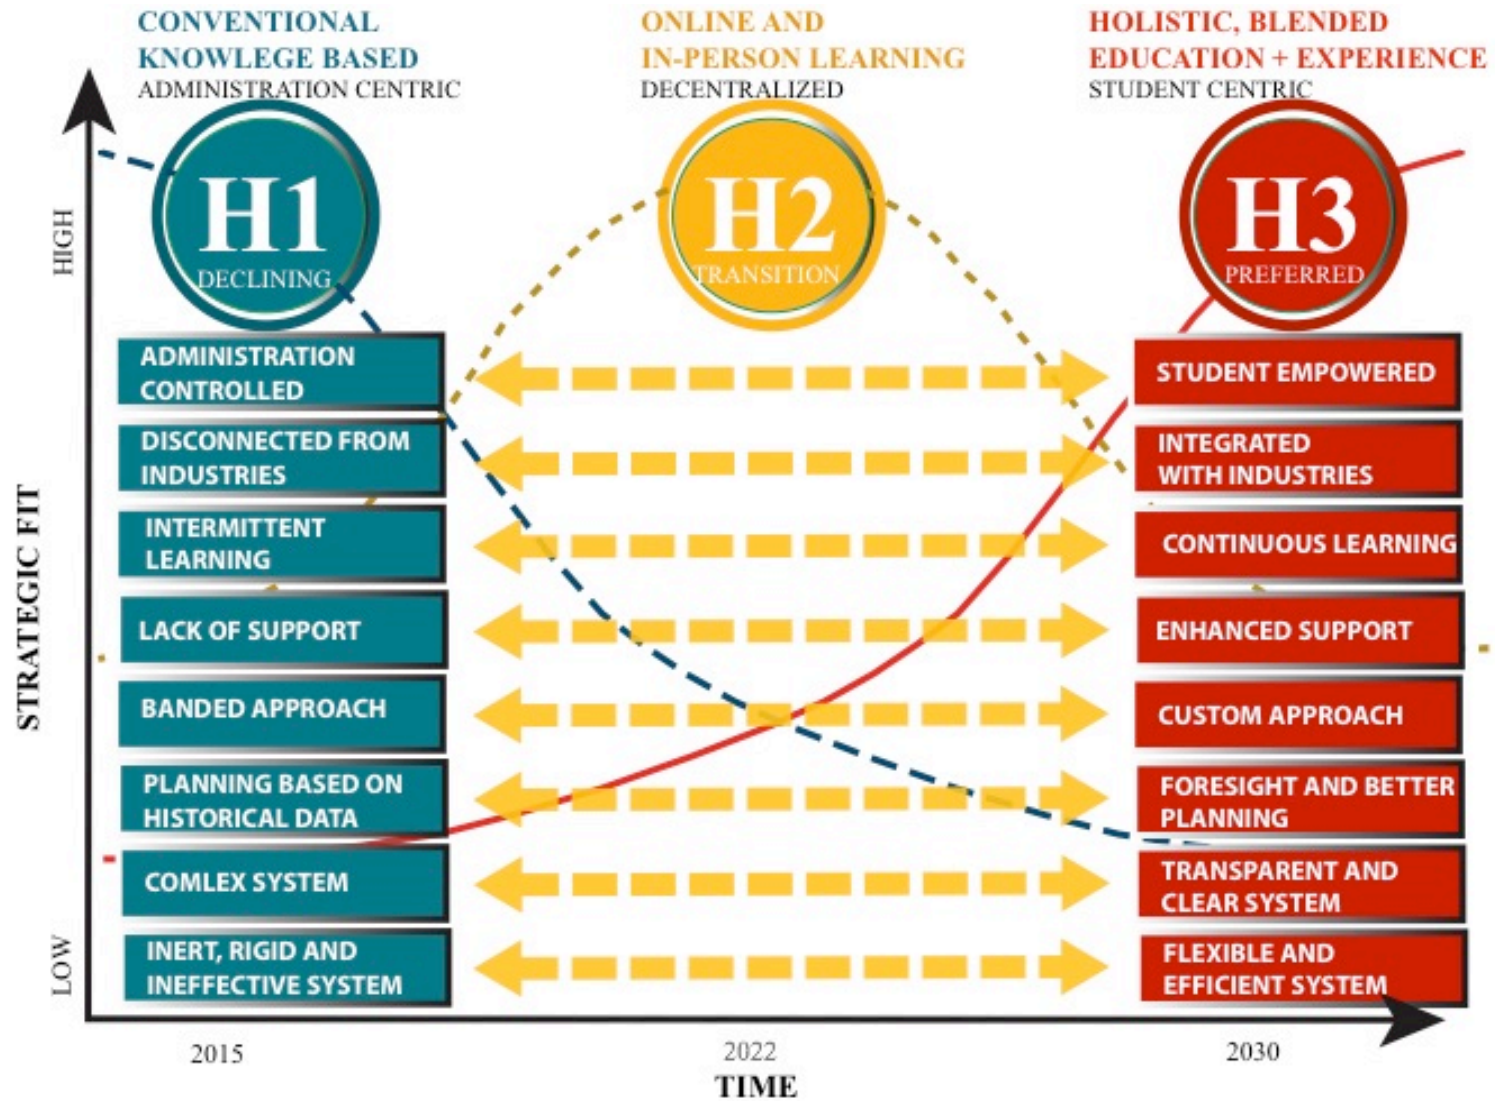 CONVENTIONAL
KNOWLEGE BASED
ADMINISTRATION CENTRIC
ONLINE AND
IN-PERSON LEARNING
DECENTRALIZED
HOLISTIC, BLENDED
EDUCATION + EXPERIENCE
STUDENT CENTRIC
H1
DECLINING
H2
TRANSITION
H3
PREFERRED
HIGH
STRATEGIC FIT
LOW
ADMINISTRATION
CONTROLLED
STUDENT EMPOWERED
DISCONNECTED FROM
INDUSTRIES
INTEGRATED
WITH INDUSTRIES
INTERMITTENT
LEARNING
CONTINUOUS LEARNING
LACK OF SUPPORT
ENHANCED SUPPORT
BANDED APPROACH
CUSTOM APPROACH
PLANNING BASED ON
HISTORICAL DATA
FORESIGHT AND BETTER
PLANNING
COMLEX SYSTEM
TRANSPARENT AND
CLEAR SYSTEM
INERT, RIGID AND
INEFFECTIVE SYSTEM
FLEXIBLE AND
EFFICIENT SYSTEM
2015
2022
2030
TIME